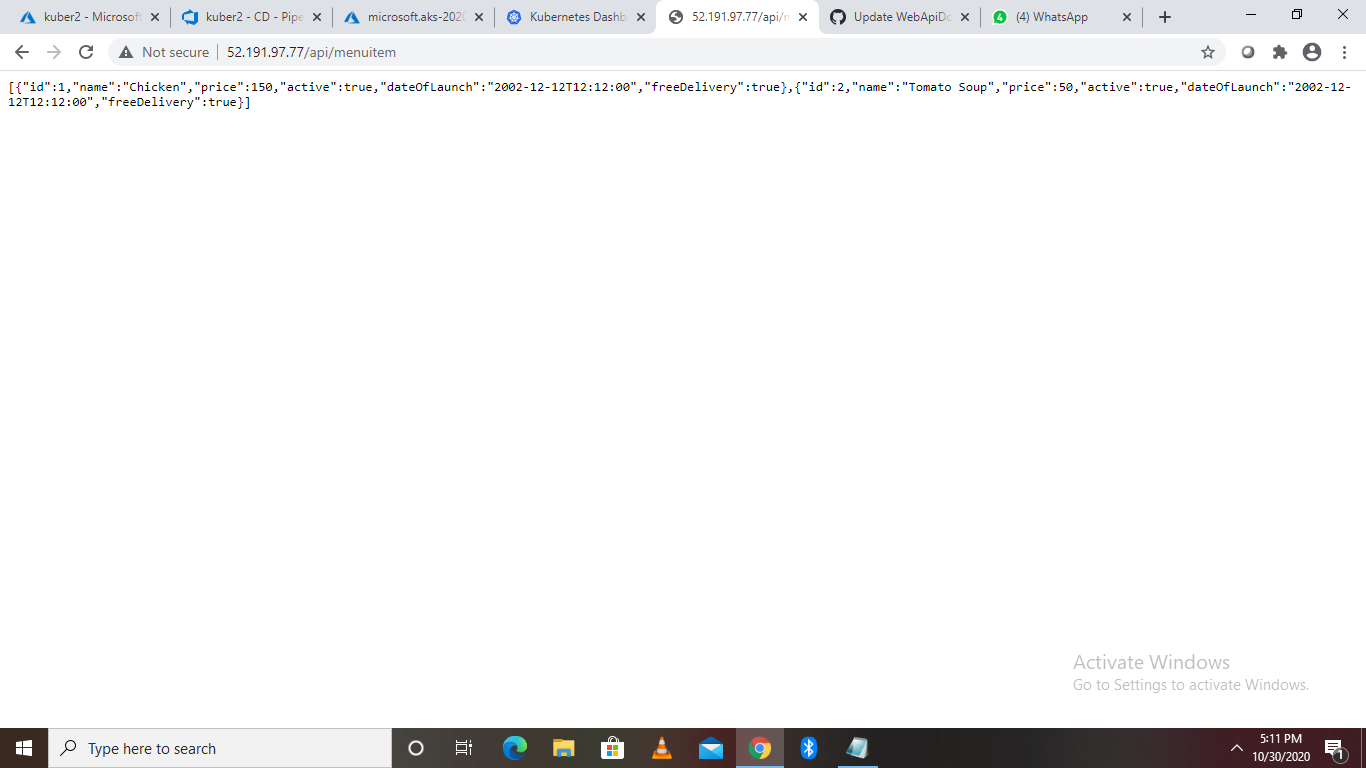 kuber2 - Microsoft
kuber2 - CD - Pipe
microsoft.aks-2020
Kubernetes Dashb
52.191.97.77/api/m
Update WebApiDo
4
(4) WhatsApp
Not secure
52.191.97.77/api/menuitem
[{"id":1,"name":"Chicken","price":150,"active":true,"dateOfLaunch":"2002-12-12T12:12:00","freeDelivery":true},{"id":2,"name":"Tomato Soup","price":50,"active":true,"dateOfLaunch":"2002-12-
12T12:12:00","freeDelivery":true}]
Activate Windows
Go to Settings to activate Windows.
Type here to search
5:11 PM
10/30/2020
1